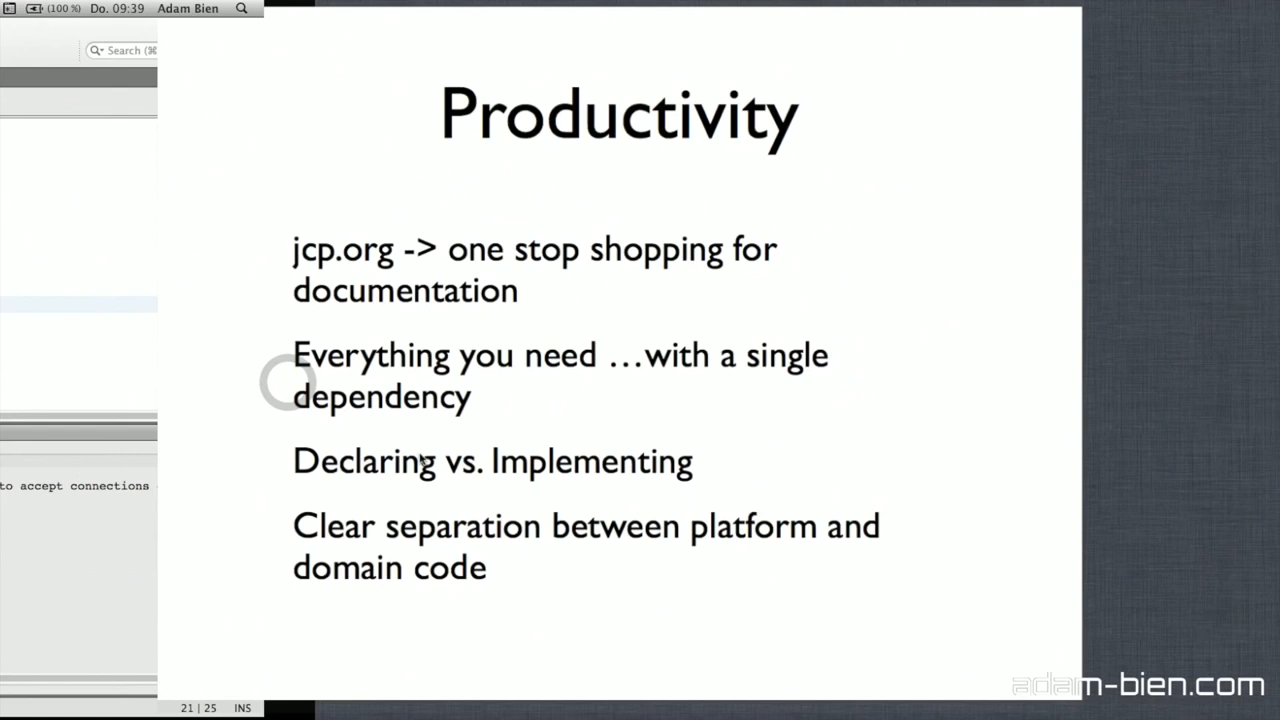 (100 %) Do. 09:39 Adam Bien
Search (⌘
Productivity
jcp.org -> one stop shopping for
documentation
Everything you need …with a single
dependency
Declaring vs. Implementing
to accept connections
Clear separation between platform and
domain code
adam-bien.com
21 | 25 INS